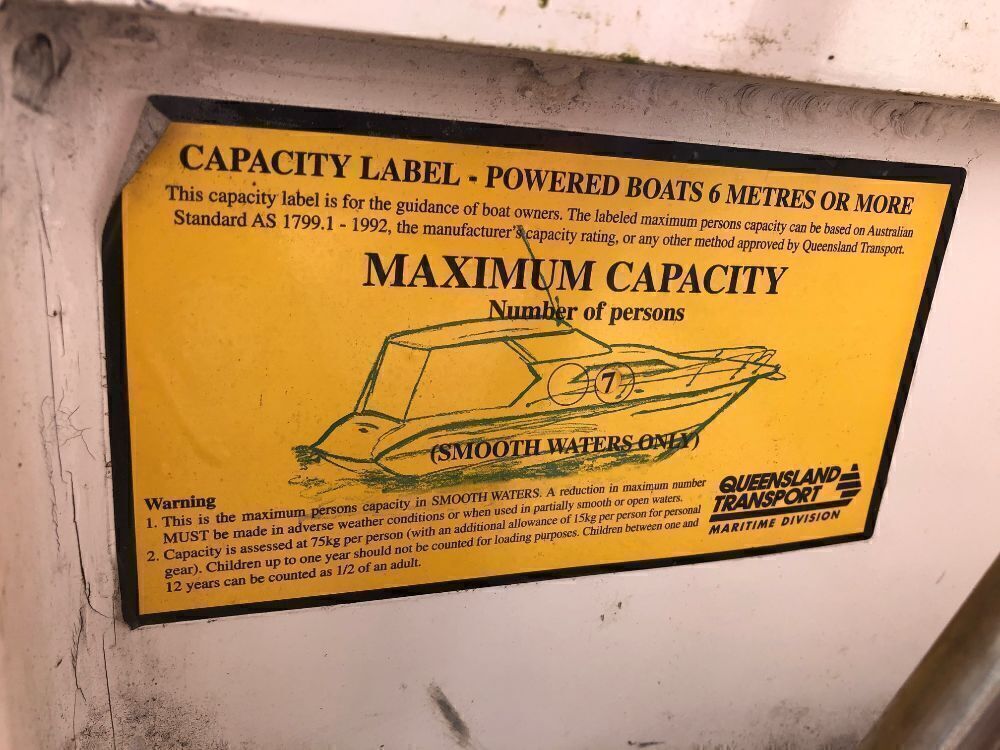 CAPACITY LABEL - POWERED BOATS 6 METRES OR MORE
This capacity label is for the guidance of boat owners. The labeled maximum persons capacity can be based on Australian
Standard AS 1799.1 - 1992, the manufacturer's capacity rating, or any other method approved by Queensland Transport.
MAXIMUM CAPACITY
Number of persons
7
(SMOOTH WATERS ONLY)
Warning
1. This is the maximum persons capacity in SMOOTH WATERS. A reduction in maximum number
MUST be made in adverse weather conditions or when used in partially smooth or open waters.
2. Capacity is assessed at 75kg per person (with an additional allowance of 15kg per person for personal
gear). Children up to one year should not be counted for loading purposes. Children between one and
12 years can be counted as 1/2 of an adult.
QUEENSLAND
TRANSPORT
MARITIME DIVISION